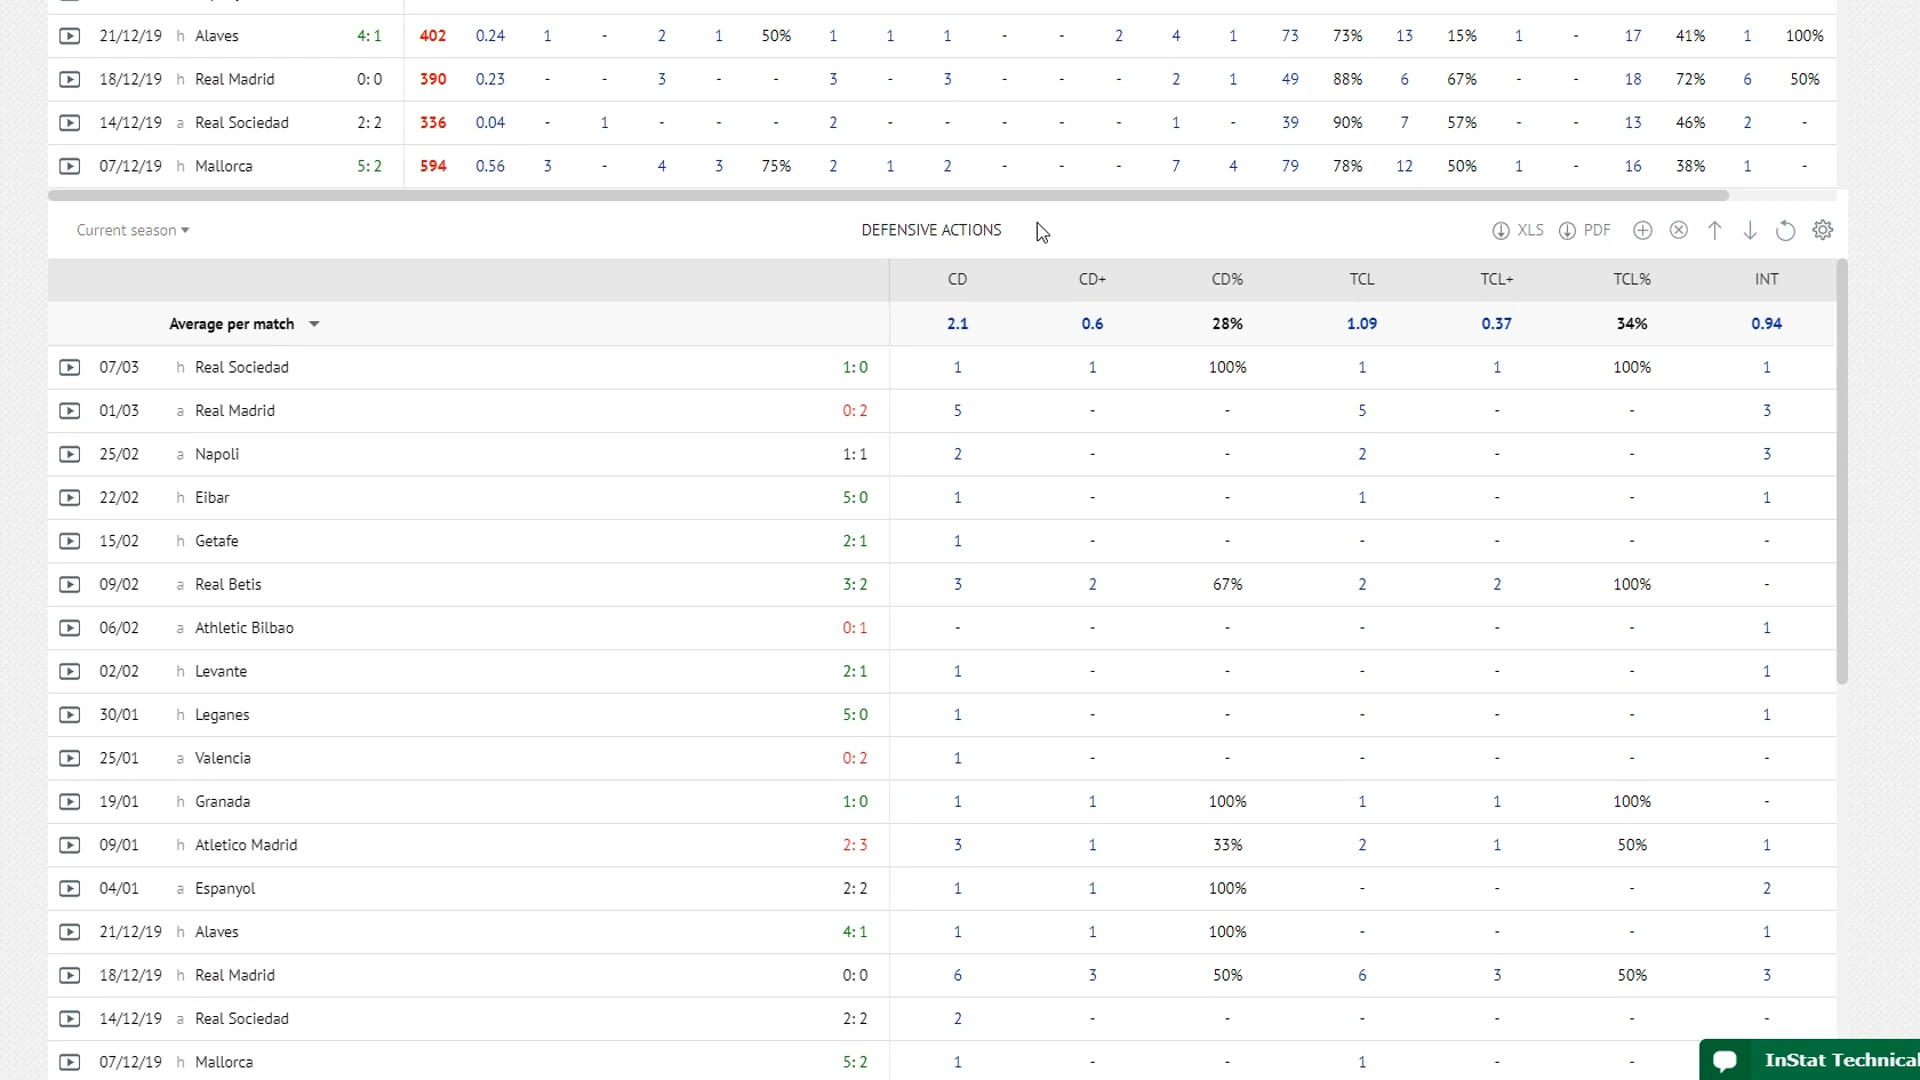 21/12/19 h Alaves 4:1 402 0.24 1 - 2 1 50% 1 1 1 - - 2 4 1 73 73% 13 15% 1 - 17 41% 1 100%
18/12/19 h Real Madrid 0:0 390 0.23 - - 3 - - 3 - 3 - - - 2 1 49 88% 6 67% - - 18 72% 6 50%
14/12/19 a Real Sociedad 2:2 336 0.04 - 1 - - - 2 - - - - - 1 - 39 90% 7 57% - - 13 46% 2 -
07/12/19 h Mallorca 5:2 594 0.56 3 - 4 3 75% 2 1 2 - - - 7 4 79 78% 12 50% 1 - 16 38% 1 -
Current season DEFENSIVE ACTIONS XLS PDF
CD CD+ CD% TCL TCL+ TCL% INT
Average per match 2.1 0.6 28% 1.09 0.37 34% 0.94
07/03 h Real Sociedad 1:0 1 1 100% 1 1 100% 1
01/03 a Real Madrid 0:2 5 - - 5 - - 3
25/02 a Napoli 1:1 2 - - 2 - - 3
22/02 h Eibar 5:0 1 - - 1 - - 1
15/02 h Getafe 2:1 1 - - - - - -
09/02 a Real Betis 3:2 3 2 67% 2 2 100% -
06/02 a Athletic Bilbao 0:1 - - - - - - 1
02/02 h Levante 2:1 1 - - - - - 1
30/01 h Leganes 5:0 1 - - - - - 1
25/01 a Valencia 0:2 1 - - - - - -
19/01 h Granada 1:0 1 1 100% 1 1 100% -
09/01 h Atletico Madrid 2:3 3 1 33% 2 1 50% 1
04/01 a Espanyol 2:2 1 1 100% - - - 2
21/12/19 h Alaves 4:1 1 1 100% - - - 1
18/12/19 h Real Madrid 0:0 6 3 50% 6 3 50% 3
14/12/19 a Real Sociedad 2:2 2 - - - - - -
07/12/19 h Mallorca 5:2 1 - - 1 - -
InStat Technical